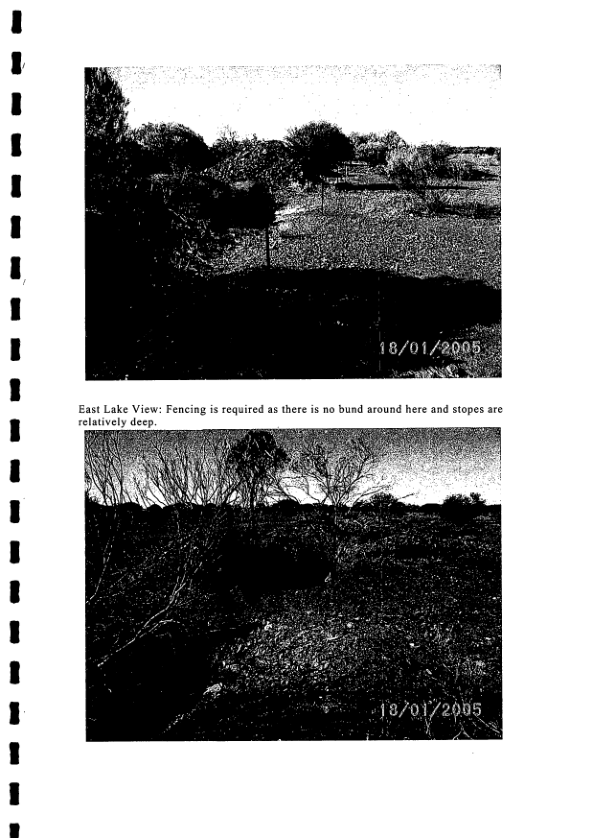 18/01/2005
East Lake View: Fencing is required as there is no bund around here and stopes are
relatively deep.
18/01/2005